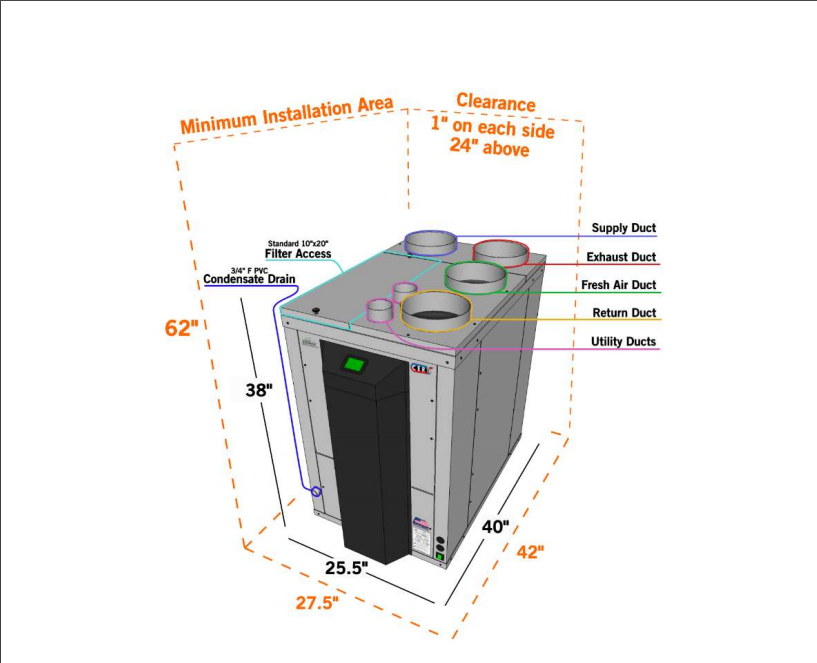 Minimum Installation Area
Clearance
1" on each side
24" above
Supply Duct
Standard 10"x20"
Filter Access
Exhaust Duct
3/4" F PVC
Condensate Drain
Fresh Air Duct
Return Duct
62"
Utility Ducts
38"
40"
42"
25.5"
27.5"